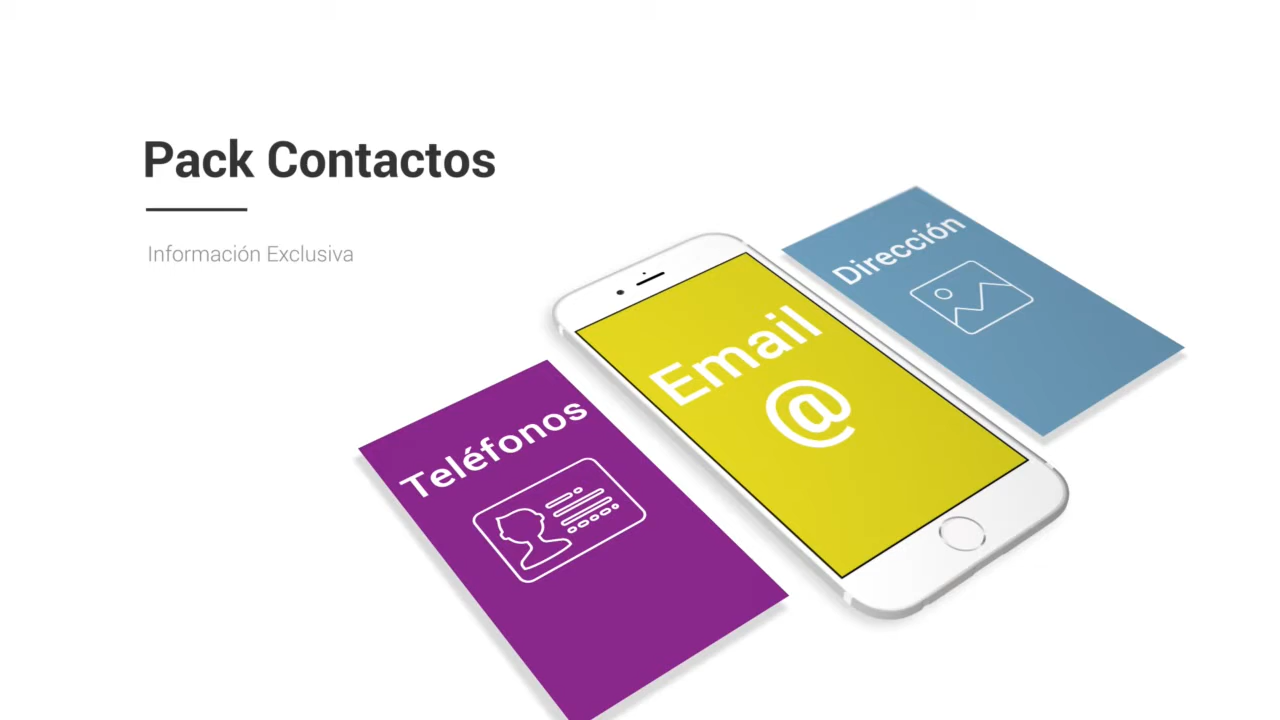 Pack Contactos
Información Exclusiva
Teléfonos
Email
@
Dirección